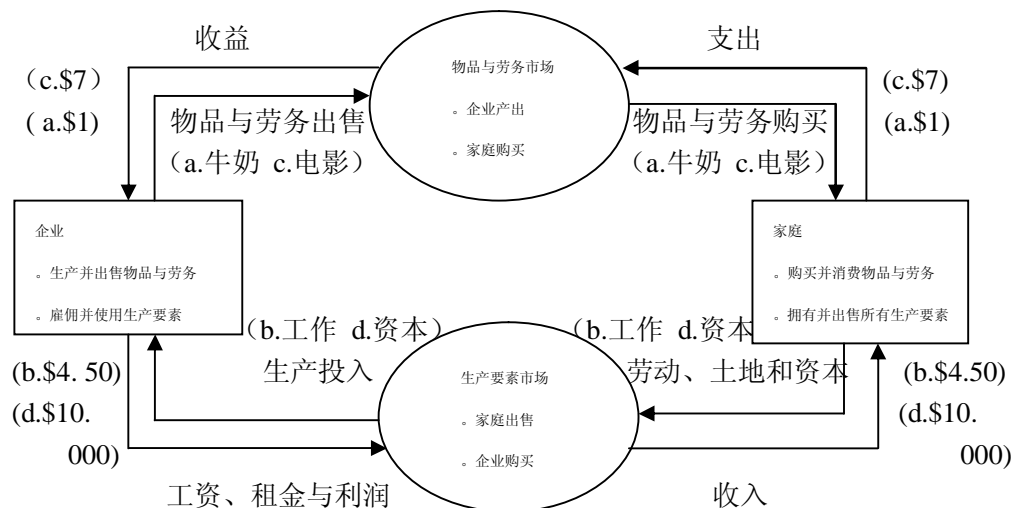 收益
支出
（c.$7)
( a.$1)
物品与劳务出售
（a.牛奶 c.电影）
物品与劳务市场
。企业产出
。家庭购买
物品与劳务购买
（a.牛奶 c.电影）
(c.$7)
(a.$1)
企业
。生产并出售物品与劳务
。雇佣并使用生产要素
家庭
。购买并消费物品与劳务
。拥有并出售所有生产要素
（b.工作 d.资本）
生产投入
（b.工作 d.资本
劳动、土地和资本
(b.$4. 50)
(d.$10.
000)
生产要素市场
。家庭出售
。企业购买
(b.$4.50)
(d.$10.
000)
工资、租金与利润
收入